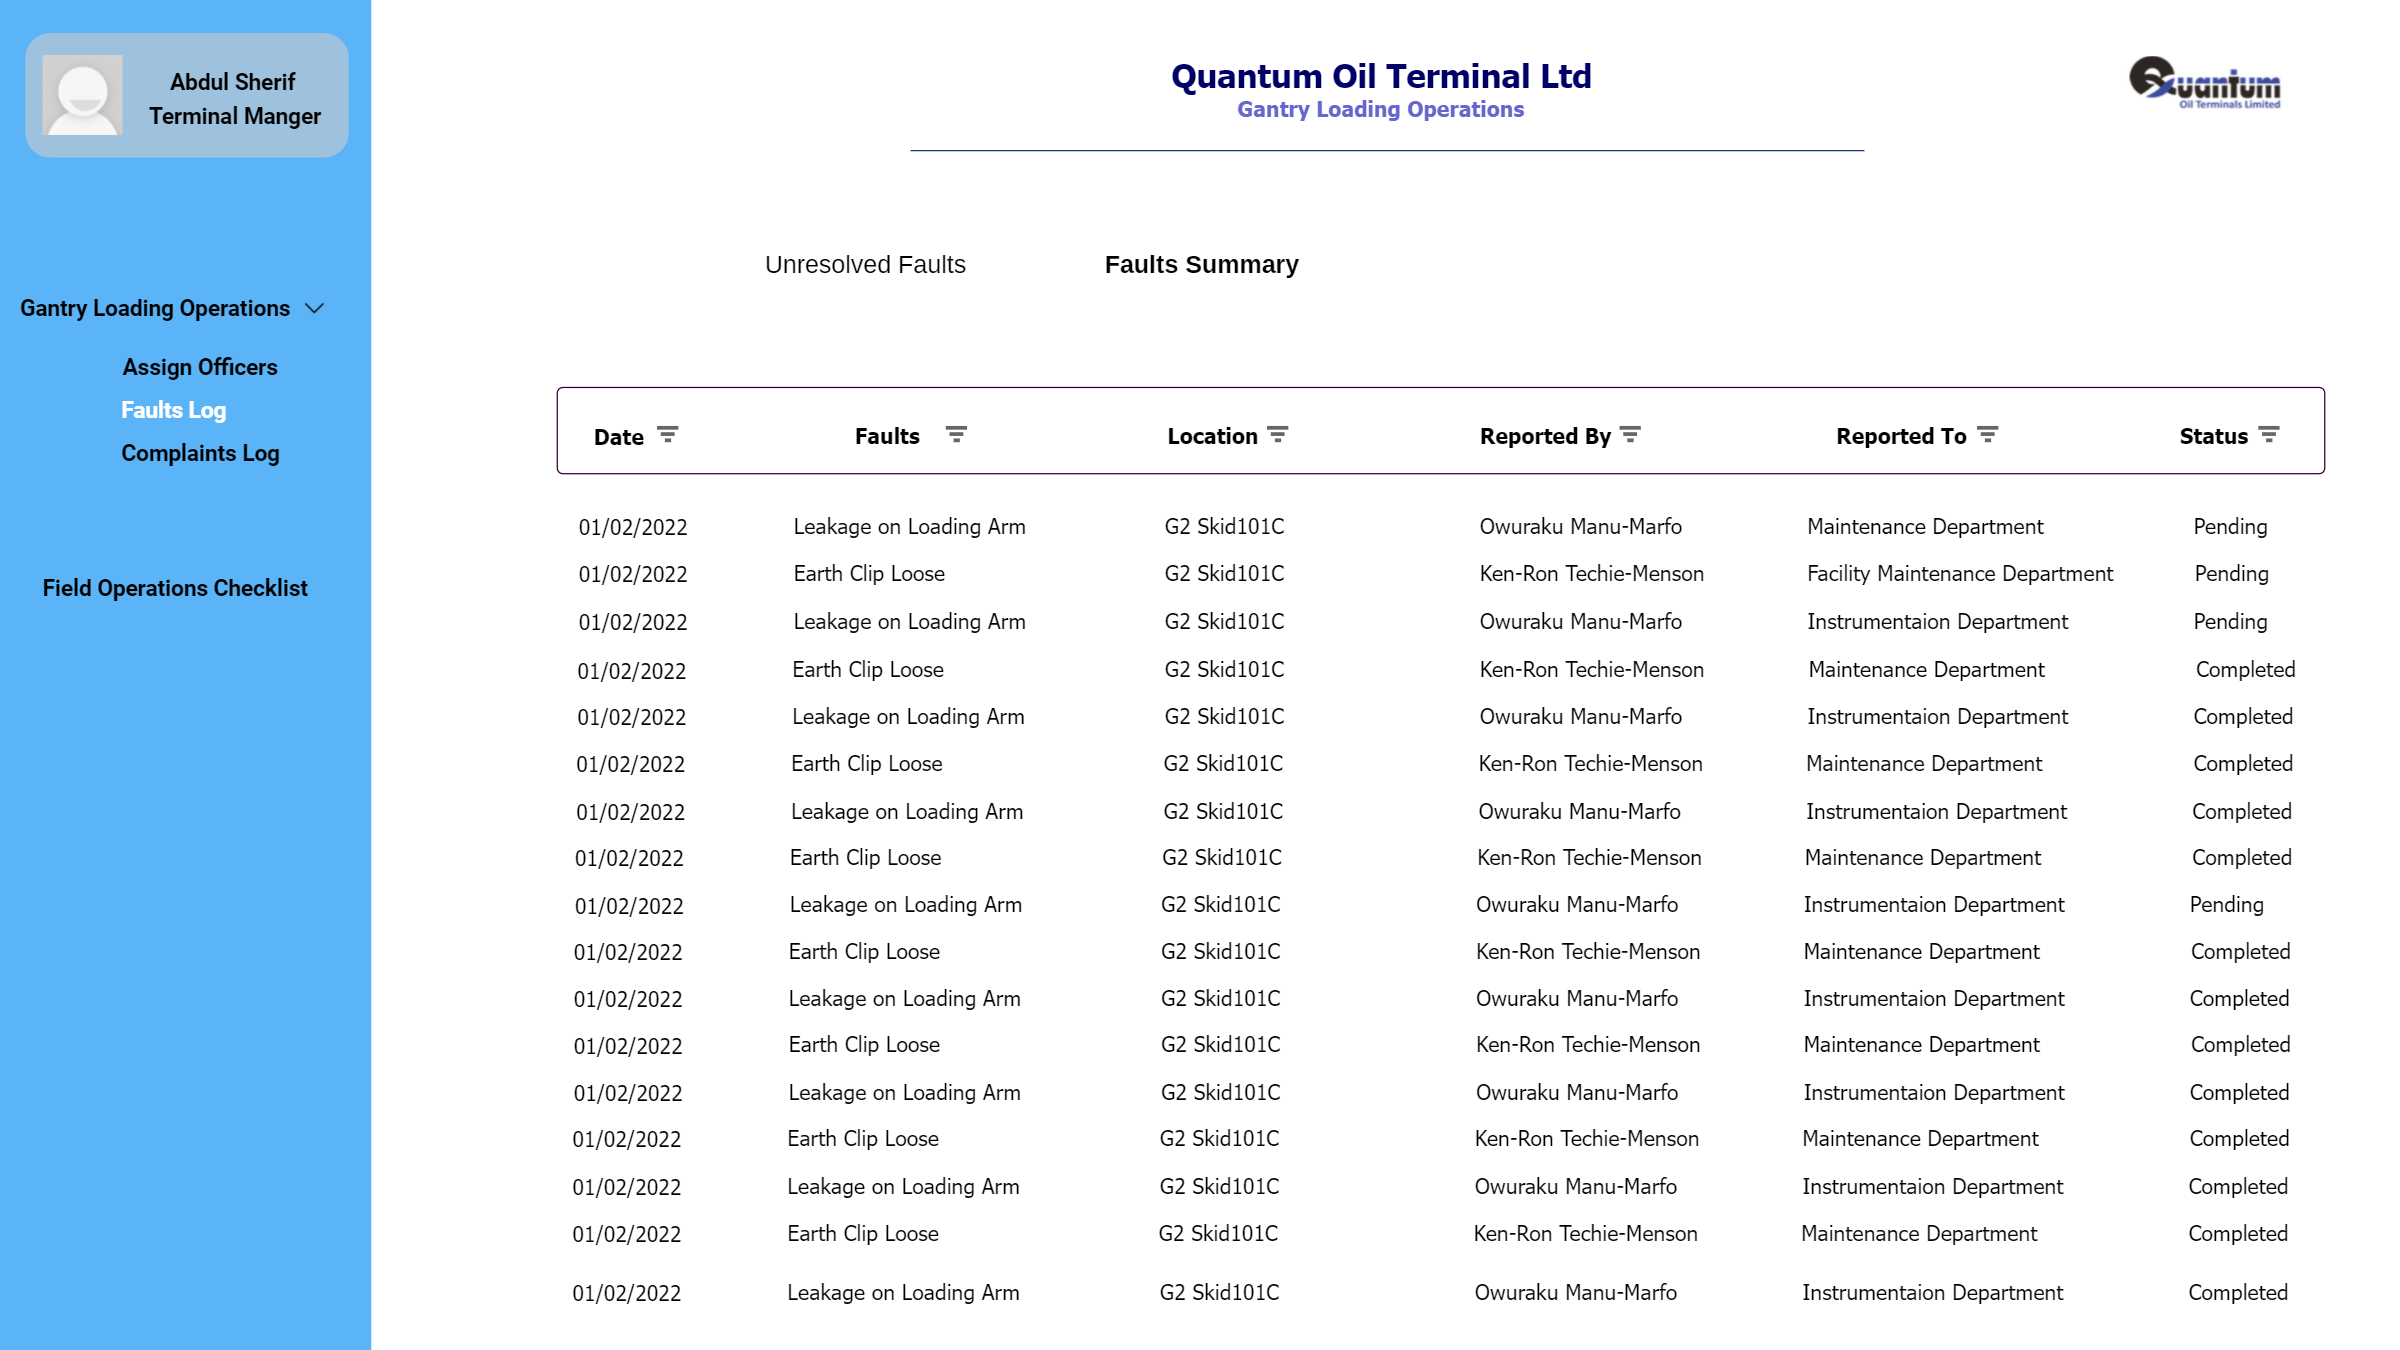 Abdul Sherif
Terminal Manger
Quantum Oil Terminal Ltd
Gantry Loading Operations
Quantum
Oil Terminals Limited
Unresolved Faults Faults Summary
Gantry Loading Operations
Assign Officers
Faults Log
Complaints Log
Field Operations Checklist
Date Faults Location Reported By Reported To Status
01/02/2022 Leakage on Loading Arm G2 Skid101C Owuraku Manu-Marfo Maintenance Department Pending
01/02/2022 Earth Clip Loose G2 Skid101C Ken-Ron Techie-Menson Facility Maintenance Department Pending
01/02/2022 Leakage on Loading Arm G2 Skid101C Owuraku Manu-Marfo Instrumentaion Department Pending
01/02/2022 Earth Clip Loose G2 Skid101C Ken-Ron Techie-Menson Maintenance Department Completed
01/02/2022 Leakage on Loading Arm G2 Skid101C Owuraku Manu-Marfo Instrumentaion Department Completed
01/02/2022 Earth Clip Loose G2 Skid101C Ken-Ron Techie-Menson Maintenance Department Completed
01/02/2022 Leakage on Loading Arm G2 Skid101C Owuraku Manu-Marfo Instrumentaion Department Completed
01/02/2022 Earth Clip Loose G2 Skid101C Ken-Ron Techie-Menson Maintenance Department Completed
01/02/2022 Leakage on Loading Arm G2 Skid101C Owuraku Manu-Marfo Instrumentaion Department Pending
01/02/2022 Earth Clip Loose G2 Skid101C Ken-Ron Techie-Menson Maintenance Department Completed
01/02/2022 Leakage on Loading Arm G2 Skid101C Owuraku Manu-Marfo Instrumentaion Department Completed
01/02/2022 Earth Clip Loose G2 Skid101C Ken-Ron Techie-Menson Maintenance Department Completed
01/02/2022 Leakage on Loading Arm G2 Skid101C Owuraku Manu-Marfo Instrumentaion Department Completed
01/02/2022 Earth Clip Loose G2 Skid101C Ken-Ron Techie-Menson Maintenance Department Completed
01/02/2022 Leakage on Loading Arm G2 Skid101C Owuraku Manu-Marfo Instrumentaion Department Completed
01/02/2022 Earth Clip Loose G2 Skid101C Ken-Ron Techie-Menson Maintenance Department Completed
01/02/2022 Leakage on Loading Arm G2 Skid101C Owuraku Manu-Marfo Instrumentaion Department Completed